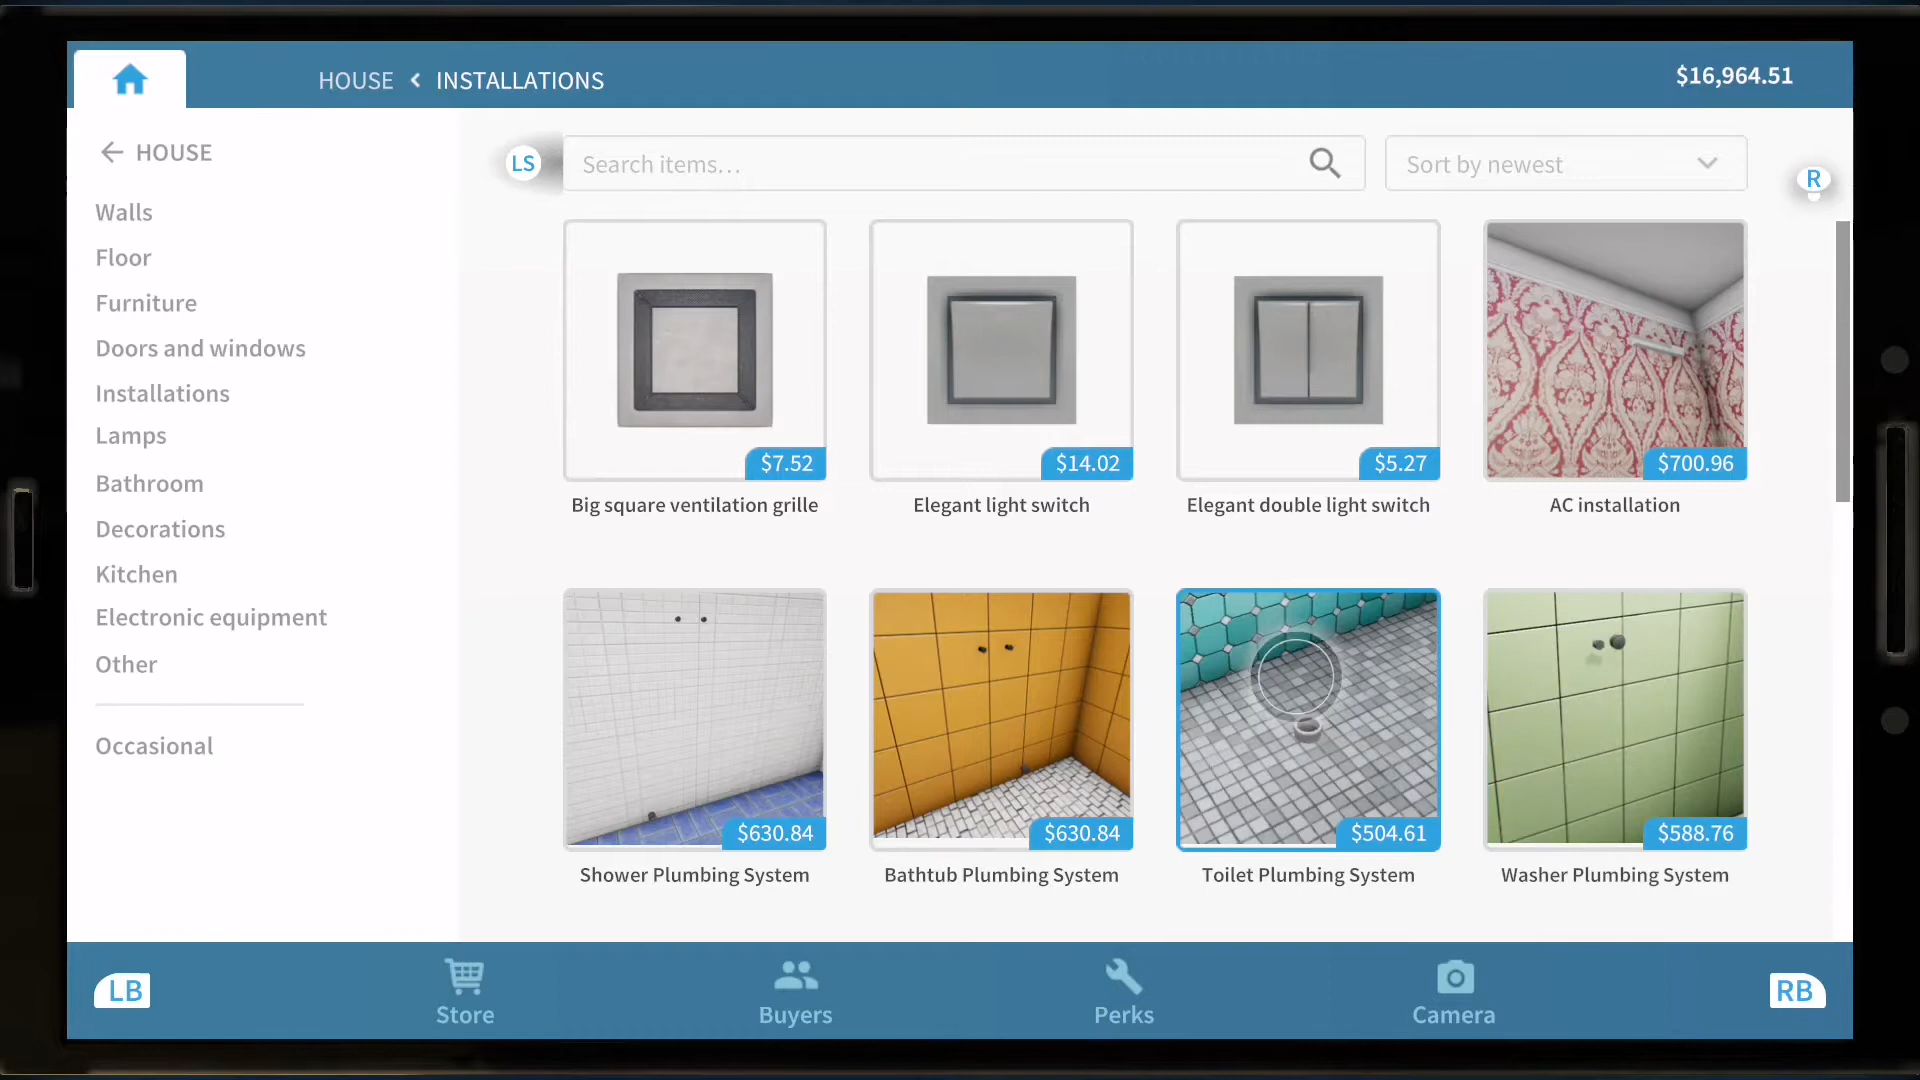 HOUSE < INSTALLATIONS
$16,964.51
HOUSE
Walls
Floor
Furniture
Doors and windows
Installations
Lamps
Bathroom
Decorations
Kitchen
Electronic equipment
Other
Occasional
LS
Search items...
Sort by newest
R
$7.52
$14.02
$5.27
$700.96
Big square ventilation grille
Elegant light switch
Elegant double light switch
AC installation
$630.84
$630.84
$504.61
$588.76
Shower Plumbing System
Bathtub Plumbing System
Toilet Plumbing System
Washer Plumbing System
LB
Store
Buyers
Perks
Camera
RB